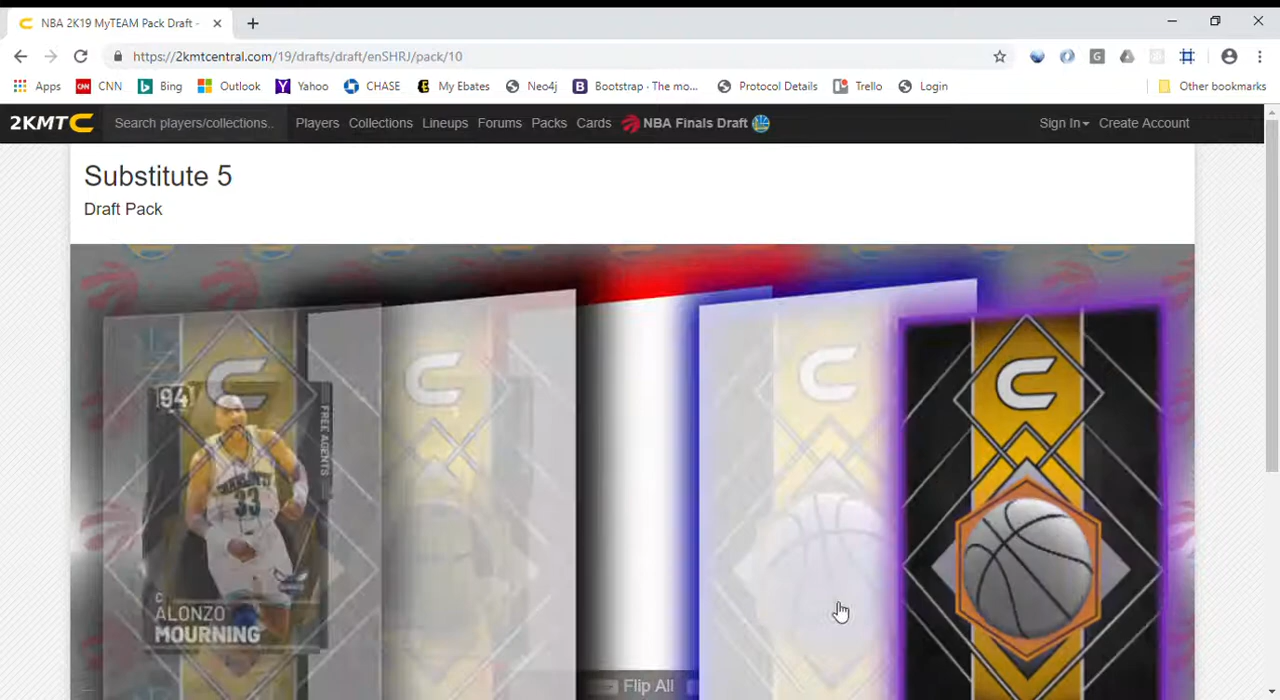 NBA 2K19 MyTEAM Pack Draft -
https://2kmtcentral.com/19/drafts/draft/enSHRJ/pack/10
Apps CNN Bing Outlook Yahoo CHASE My Ebates Neo4j Bootstrap · The mo... Protocol Details Trello Login Other bookmarks
2KMTC Search players/collections.. Players Collections Lineups Forums Packs Cards NBA Finals Draft Sign In Create Account
Substitute 5
Draft Pack
94
FREE AGENTS
CHARLOTTE
33
C
ALONZO
MOURNING
Flip All